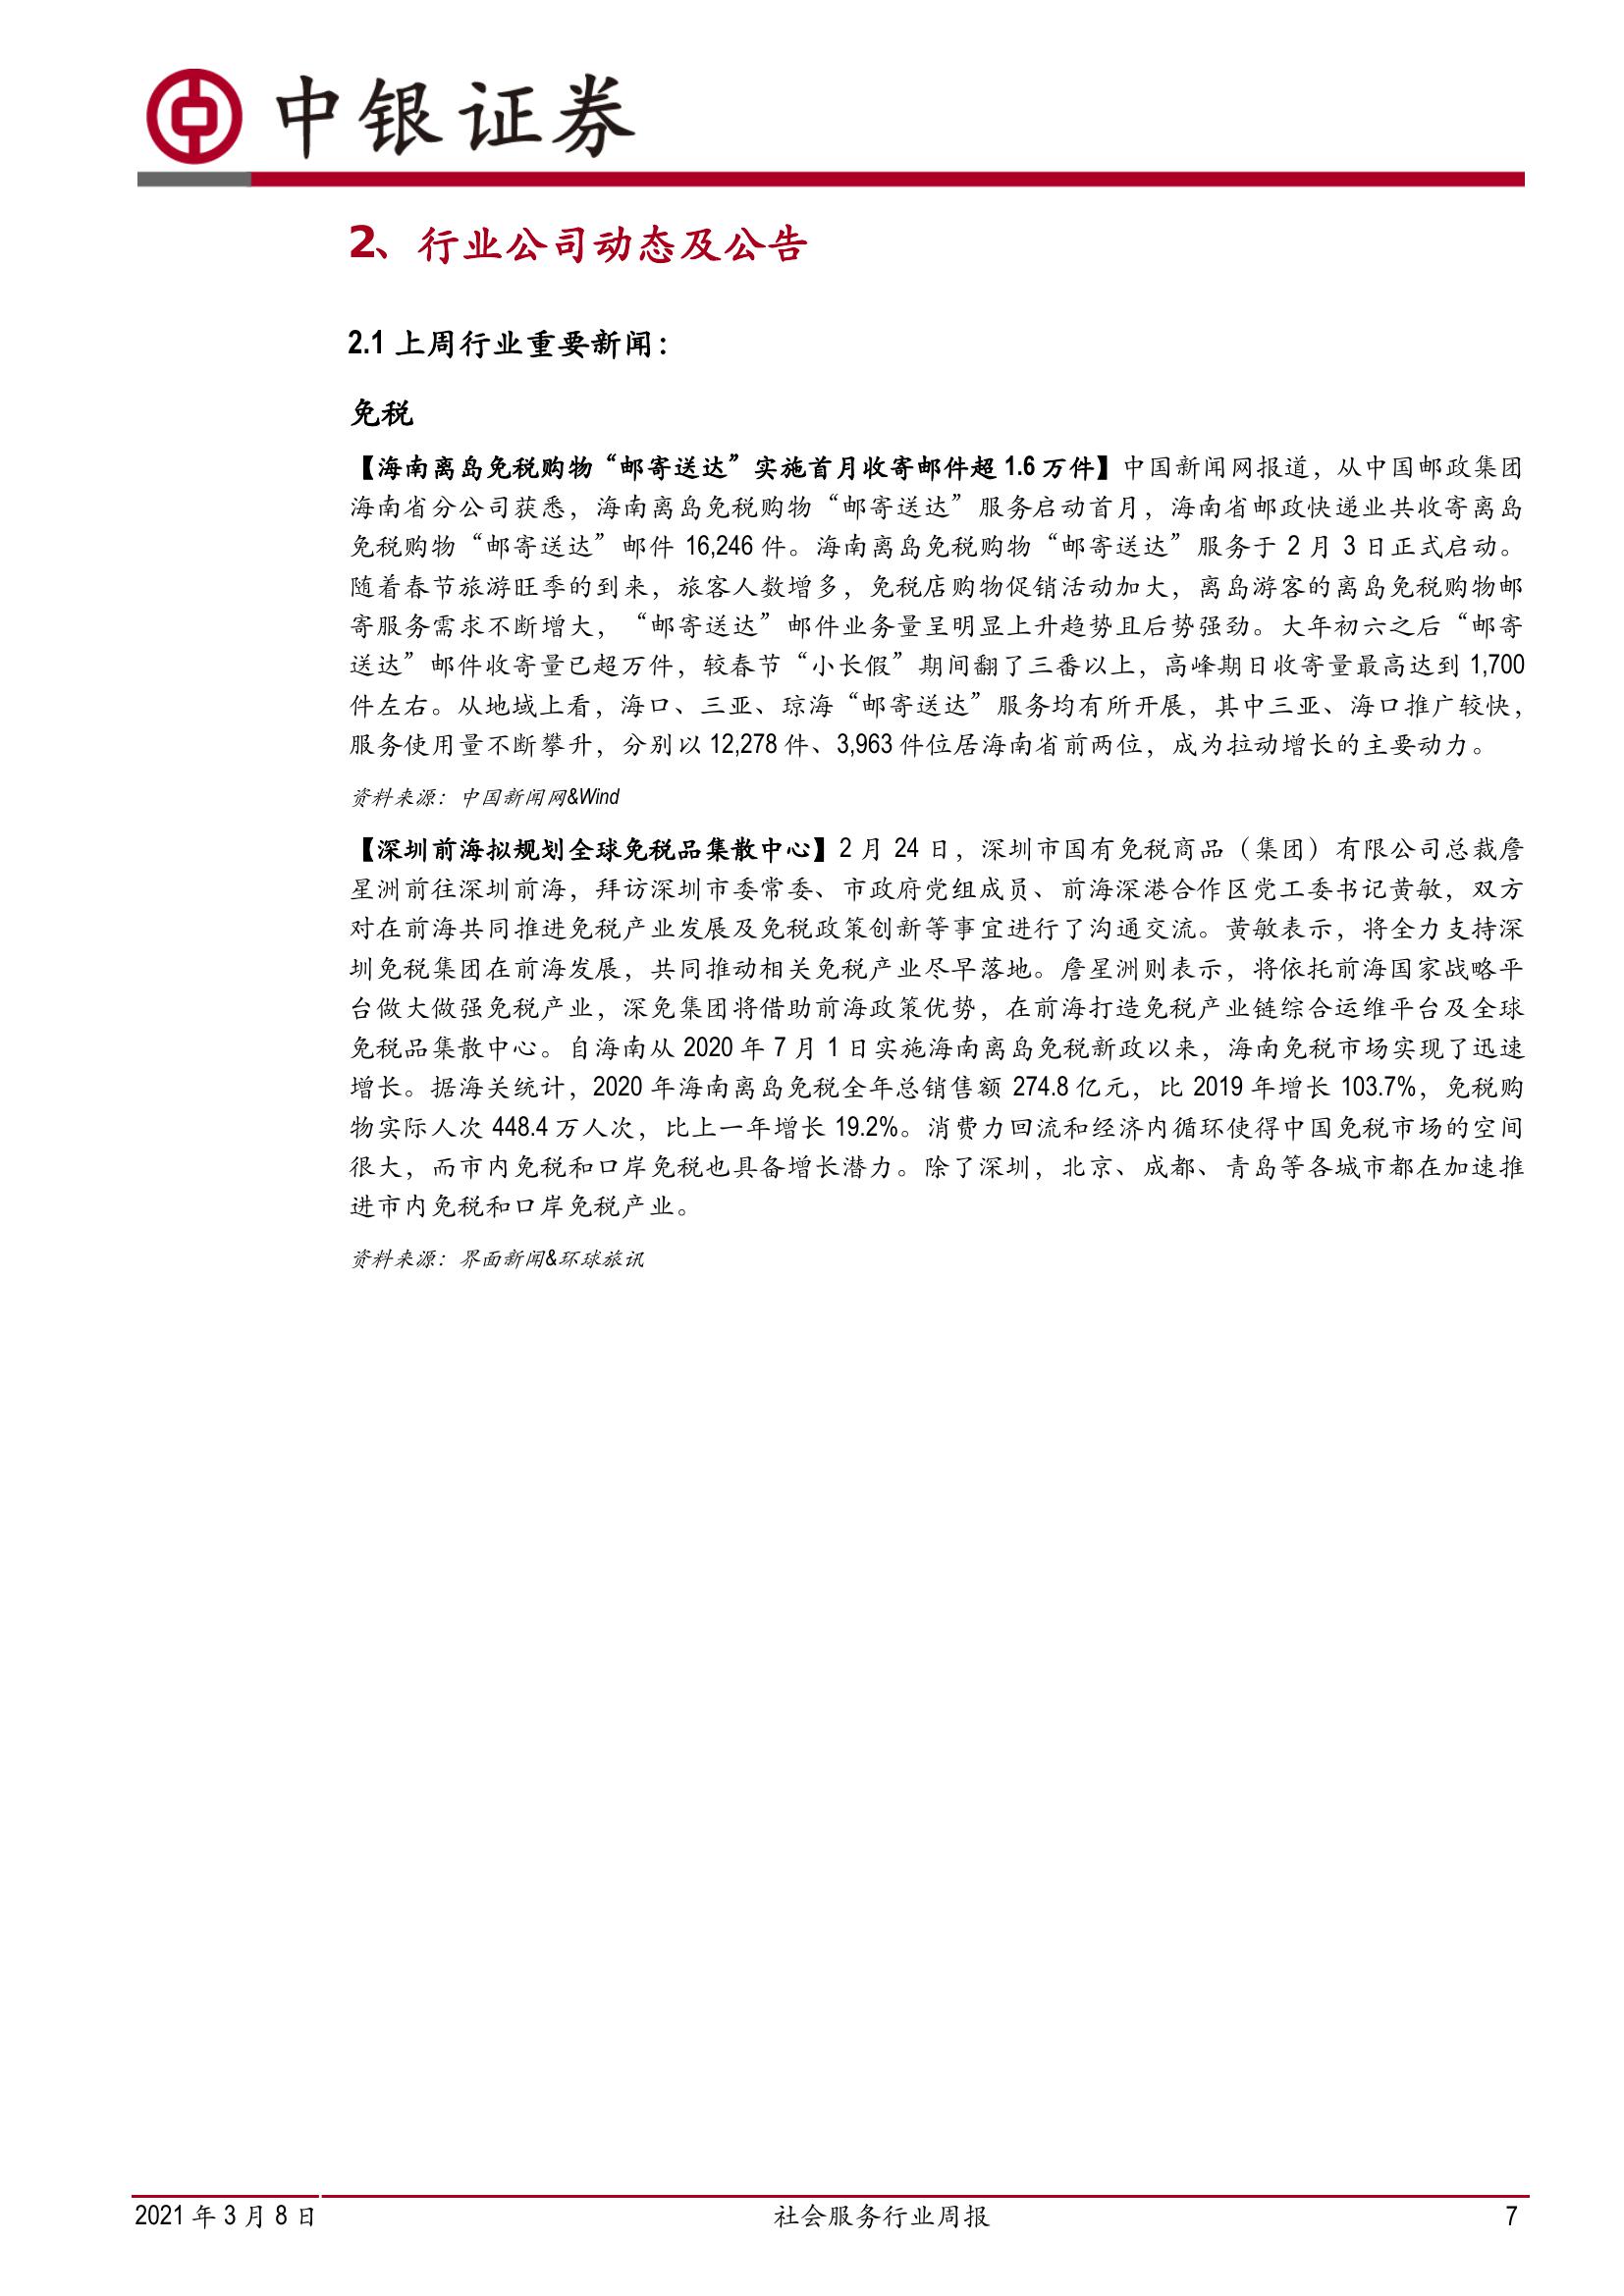 中银证券
2、行业公司动态及公告
2.1 上周行业重要新闻：
免税
【海南离岛免税购物“邮寄送达”实施首月收寄邮件超 1.6 万件】中国新闻网报道，从中国邮政集团
海南省分公司获悉，海南离岛免税购物“邮寄送达”服务启动首月，海南省邮政快递业共收寄离岛
免税购物“邮寄送达”邮件 16,246 件。海南离岛免税购物“邮寄送达”服务于 2 月 3 日正式启动。
随着春节旅游旺季的到来，旅客人数增多，免税店购物促销活动加大，离岛游客的离岛免税购物邮
寄服务需求不断增大，“邮寄送达”邮件业务量呈明显上升趋势且后势强劲。大年初六之后“邮寄
送达”邮件收寄量已超万件，较春节“小长假”期间翻了三番以上，高峰期日收寄量最高达到 1,700
件左右。从地域上看，海口、三亚、琼海“邮寄送达”服务均有所开展，其中三亚、海口推广较快，
服务使用量不断攀升，分别以 12,278 件、3,963 件位居海南省前两位，成为拉动增长的主要动力。
资料来源：中国新闻网&Wind
【深圳前海拟规划全球免税品集散中心】2 月 24 日，深圳市国有免税商品（集团）有限公司总裁詹
星洲前往深圳前海，拜访深圳市委常委、市政府党组成员、前海深港合作区党工委书记黄敏，双方
对在前海共同推进免税产业发展及免税政策创新等事宜进行了沟通交流。黄敏表示，将全力支持深
圳免税集团在前海发展，共同推动相关免税产业尽早落地。詹星洲则表示，将依托前海国家战略平
台做大做强免税产业，深免集团将借助前海政策优势，在前海打造免税产业链综合运维平台及全球
免税品集散中心。自海南从 2020 年 7 月 1 日实施海南离岛免税新政以来，海南免税市场实现了迅速
增长。据海关统计，2020 年海南离岛免税全年总销售额 274.8 亿元，比 2019 年增长 103.7%，免税购
物实际人次 448.4 万人次，比上一年增长 19.2%。消费力回流和经济内循环使得中国免税市场的空间
很大，而市内免税和口岸免税也具备增长潜力。除了深圳，北京、成都、青岛等各城市都在加速推
进市内免税和口岸免税产业。
资料来源：界面新闻&环球旅讯
2021 年 3 月 8 日
社会服务行业周报
7